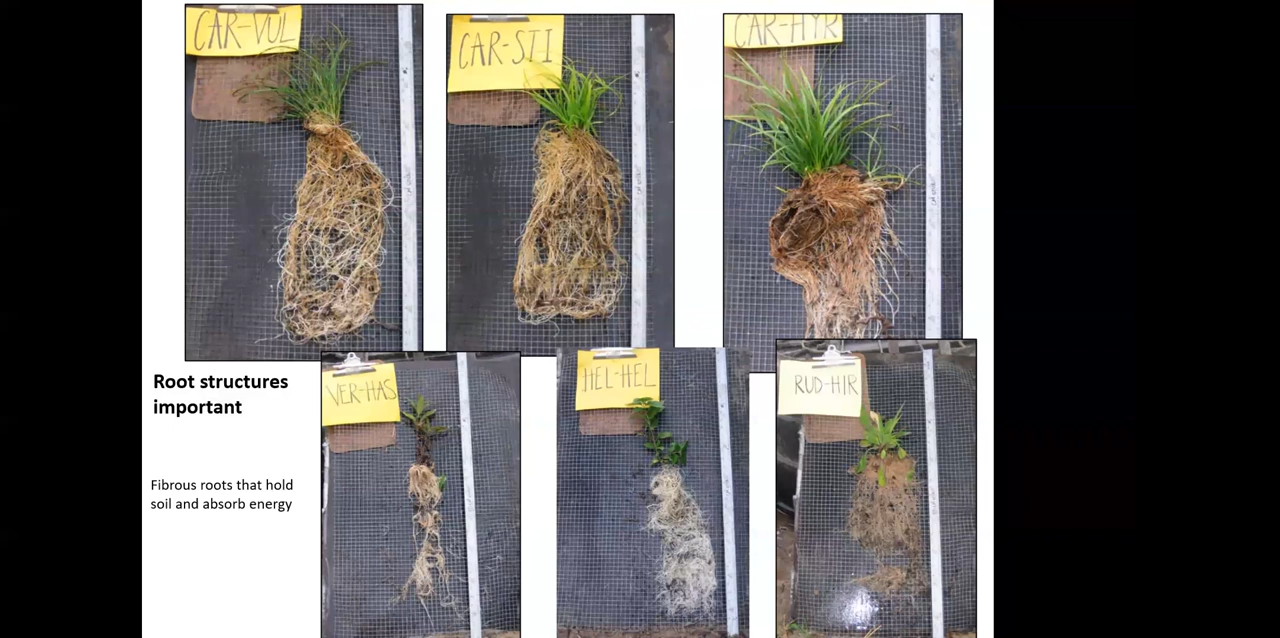 CAR-VUL
CAR-STI
CAR-HYR
Root structures
important
VER-HAS
HEL-HEL
RUD-HIR
Fibrous roots that hold
soil and absorb energy